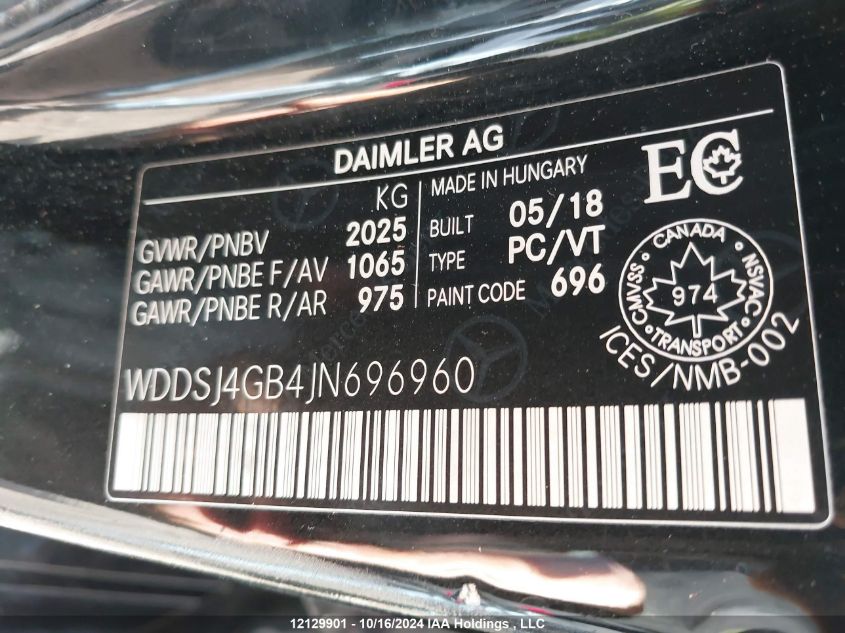 DAIMLER AG
KG
GVWR/PNBV 2025
GAWR/PNBE F/AV 1065
GAWR/PNBE R/AR 975
MADE IN HUNGARY
BUILT 05/18
TYPE PC/VT
PAINT CODE 696
EC
CANADA
CMVSS 974 NSVAC
TRANSPORT
ICES/NMB-002
WDDSJ4GB4JN696960
12129901 - 10/16/2024 IAA Holdings , LLC